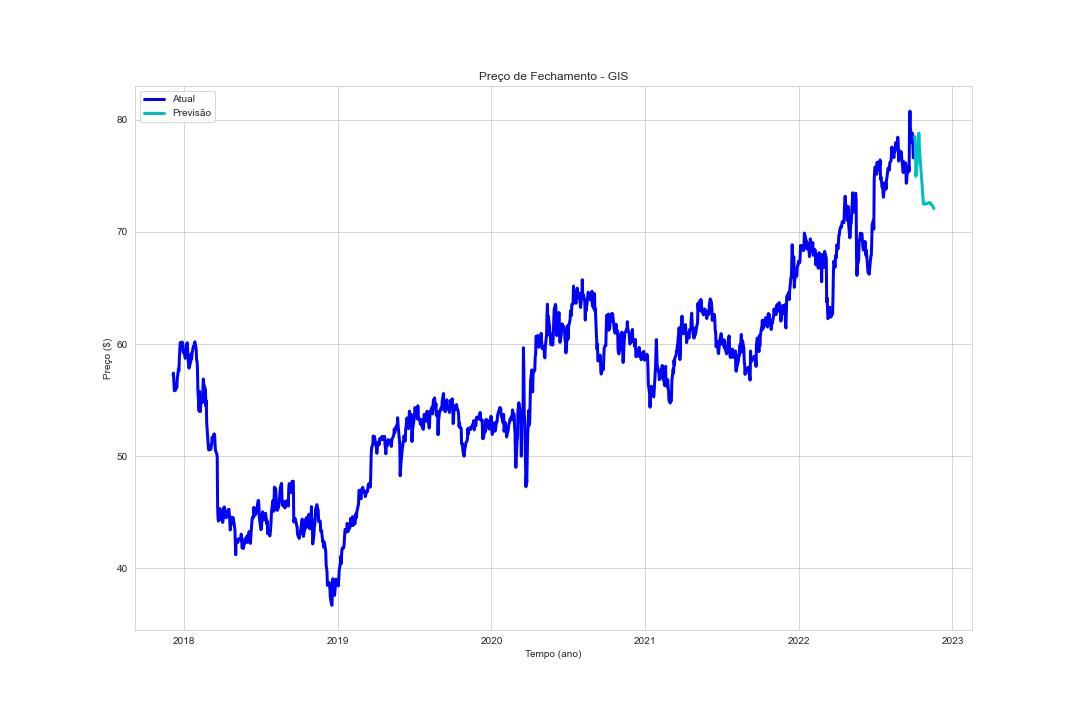 Preço de Fechamento - GIS
Atual
Previsão
80
70
60
50
40
Preço ($)
2018 2019 2020 2021 2022 2023
Tempo (ano)